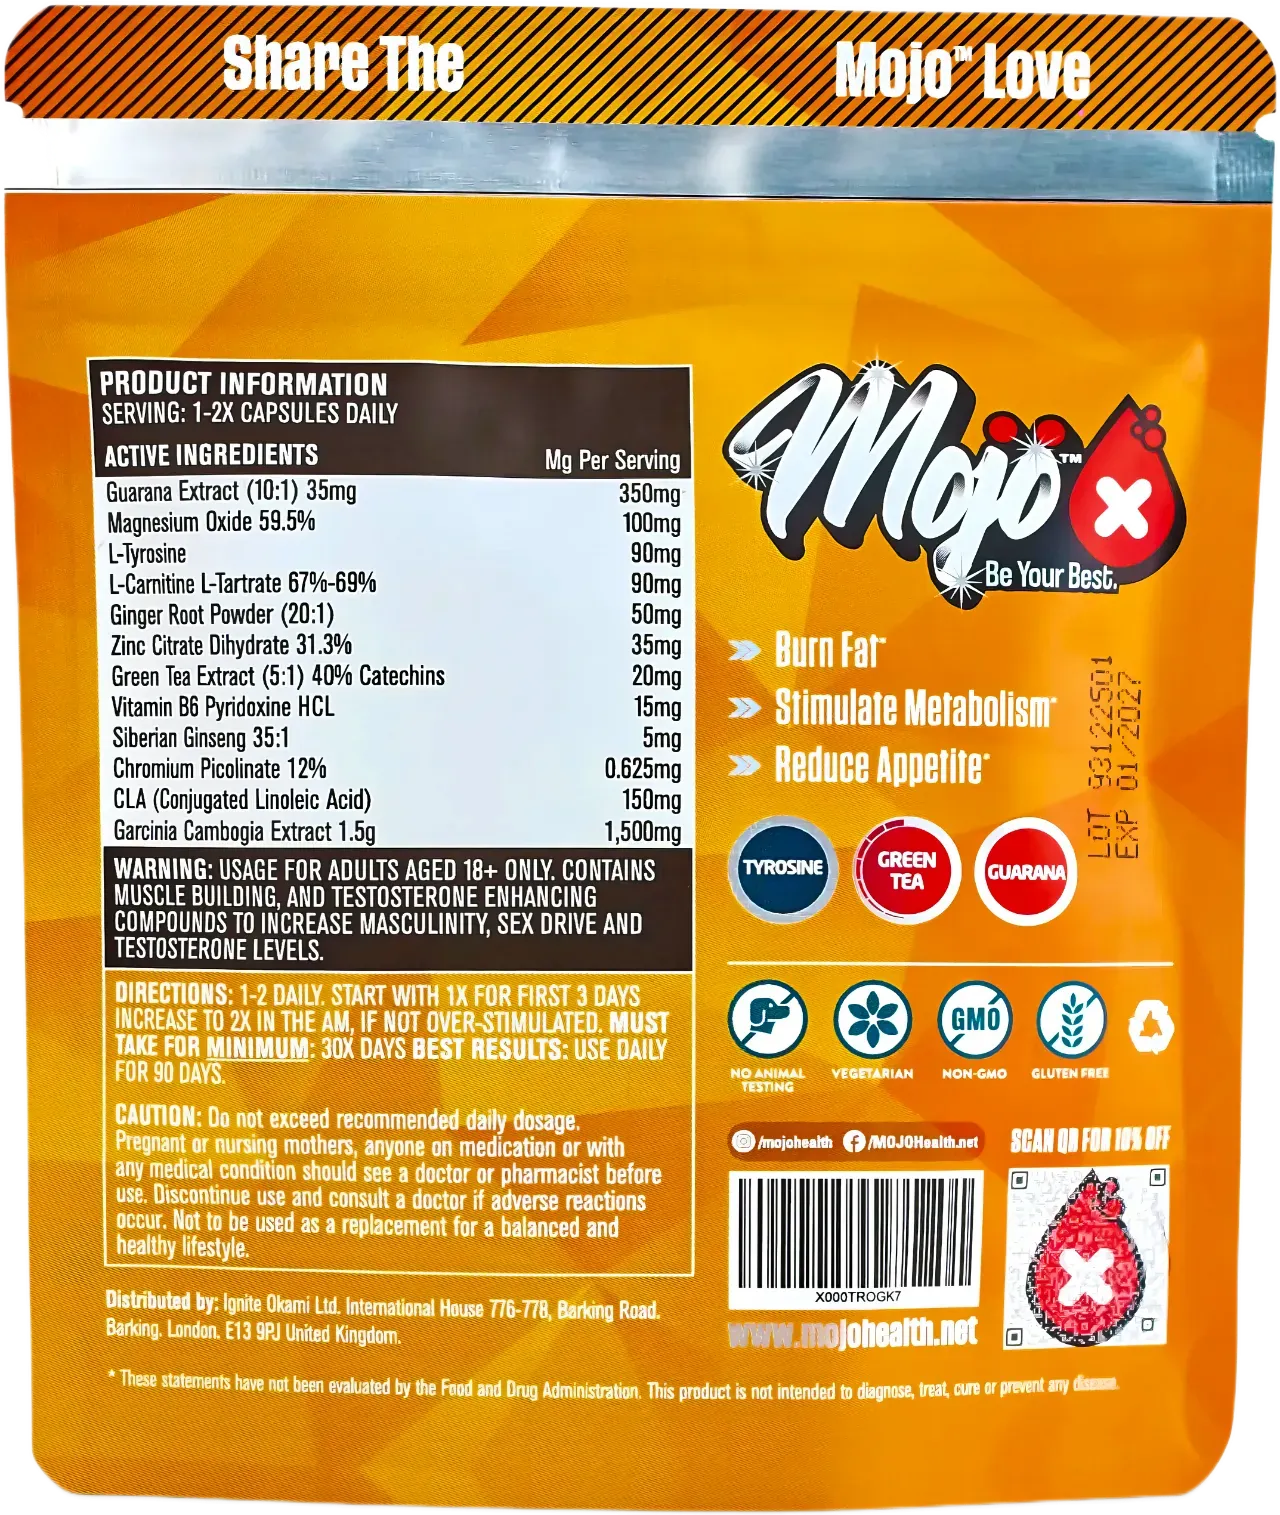 Share The Mojo™ Love
PRODUCT INFORMATION
SERVING: 1-2X CAPSULES DAILY
ACTIVE INGREDIENTS Mg Per Serving
Guarana Extract (10:1) 35mg 350mg
Magnesium Oxide 59.5% 100mg
L-Tyrosine 90mg
L-Carnitine L-Tartrate 67%-69% 90mg
Ginger Root Powder (20:1) 50mg
Zinc Citrate Dihydrate 31.3% 35mg
Green Tea Extract (5:1) 40% Catechins 20mg
Vitamin B6 Pyridoxine HCL 15mg
Siberian Ginseng 35:1 5mg
Chromium Picolinate 12% 0.625mg
CLA (Conjugated Linoleic Acid) 150mg
Garcinia Cambogia Extract 1.5g 1,500mg
WARNING: USAGE FOR ADULTS AGED 18+ ONLY. CONTAINS
MUSCLE BUILDING, AND TESTOSTERONE ENHANCING
COMPOUNDS TO INCREASE MASCULINITY, SEX DRIVE AND
TESTOSTERONE LEVELS.
DIRECTIONS: 1-2 DAILY. START WITH 1X FOR FIRST 3 DAYS
INCREASE TO 2X IN THE AM, IF NOT OVER-STIMULATED. MUST
TAKE FOR MINIMUM: 30X DAYS BEST RESULTS: USE DAILY
FOR 90 DAYS.
CAUTION: Do not exceed recommended daily dosage.
Pregnant or nursing mothers, anyone on medication or with
any medical condition should see a doctor or pharmacist before
use. Discontinue use and consult a doctor if adverse reactions
occur. Not to be used as a replacement for a balanced and
healthy lifestyle.
Distributed by: Ignite Okami Ltd. International House 776-778, Barking Road.
Barking. London. E13 9PJ United Kingdom.
Mojö™ X
Be Your Best.
Burn Fat*
Stimulate Metabolism*
Reduce Appetite*
LOT 93122501
EXP 01/2027
TYROSINE
GREEN
TEA
GUARANA
GMO
NO ANIMAL
TESTING
VEGETARIAN
NON-GMO
GLUTEN FREE
/mojohealth /MOJOHealth.net
SCAN QR FOR 10% OFF
X000TROGK7
www.mojohealth.net
* These statements have not been evaluated by the Food and Drug Administration. This product is not intended to diagnose, treat, cure or prevent any disease.